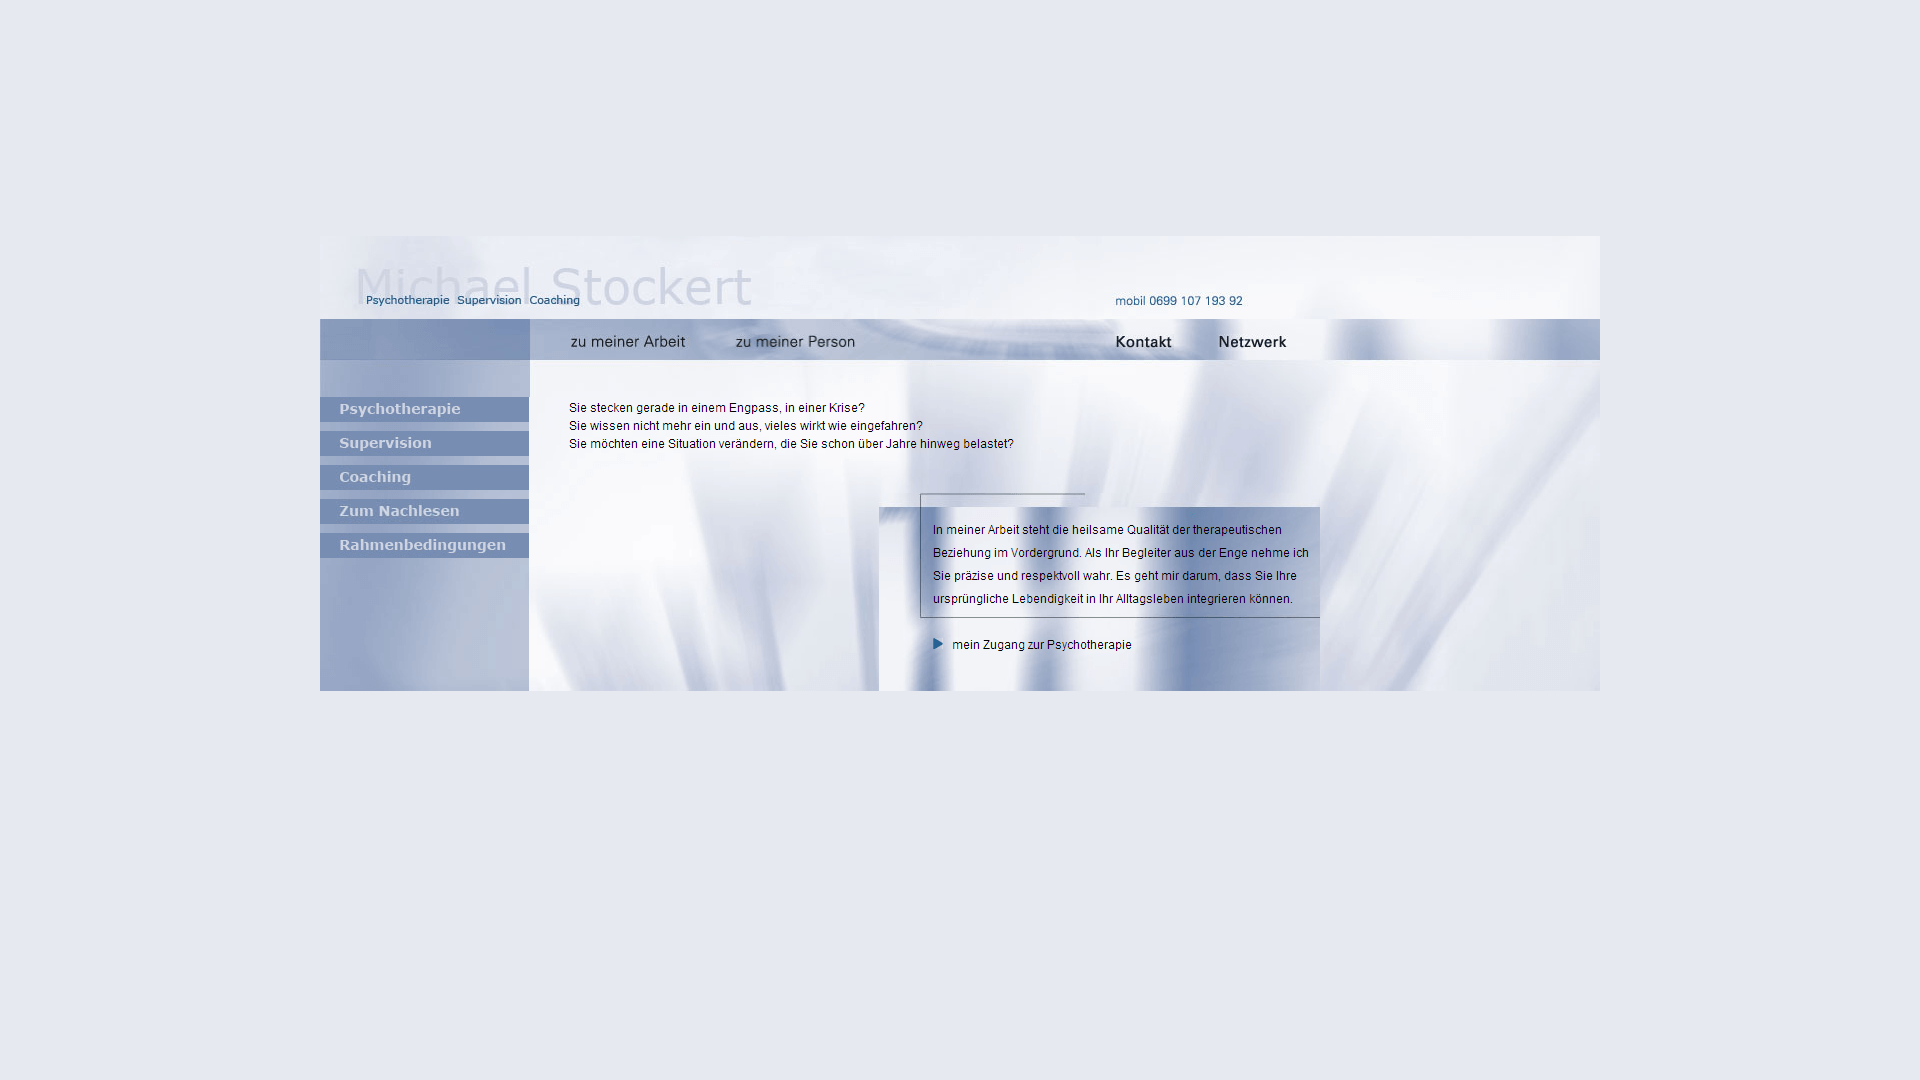 Michael Stockert
Psychotherapie Supervision Coaching
mobil 0699 107 193 92
zu meiner Arbeit
zu meiner Person
Kontakt
Netzwerk
Psychotherapie
Supervision
Coaching
Zum Nachlesen
Rahmenbedingungen
Sie stecken gerade in einem Engpass, in einer Krise?
Sie wissen nicht mehr ein und aus, vieles wirkt wie eingefahren?
Sie möchten eine Situation verändern, die Sie schon über Jahre hinweg belastet?
In meiner Arbeit steht die heilsame Qualität der therapeutischen
Beziehung im Vordergrund. Als Ihr Begleiter aus der Enge nehme ich
Sie präzise und respektvoll wahr. Es geht mir darum, dass Sie Ihre
ursprüngliche Lebendigkeit in Ihr Alltagsleben integrieren können.
mein Zugang zur Psychotherapie